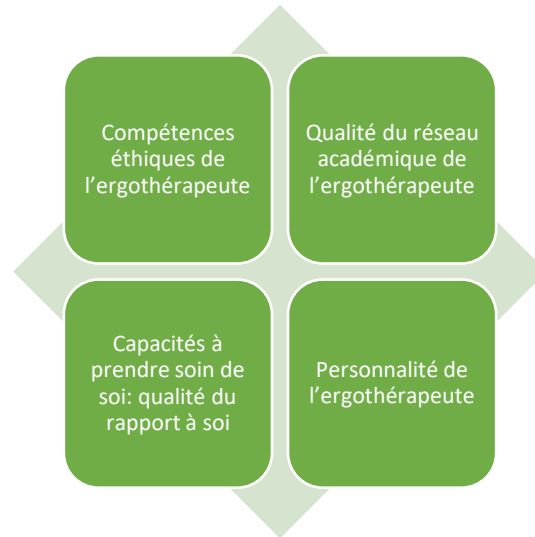 Compétences
éthiques de
l’ergothérapeute
Qualité du réseau
académique de
l’ergothérapeute
Capacités à
prendre soin de
soi: qualité du
rapport à soi
Personnalité de
l’ergothérapeute